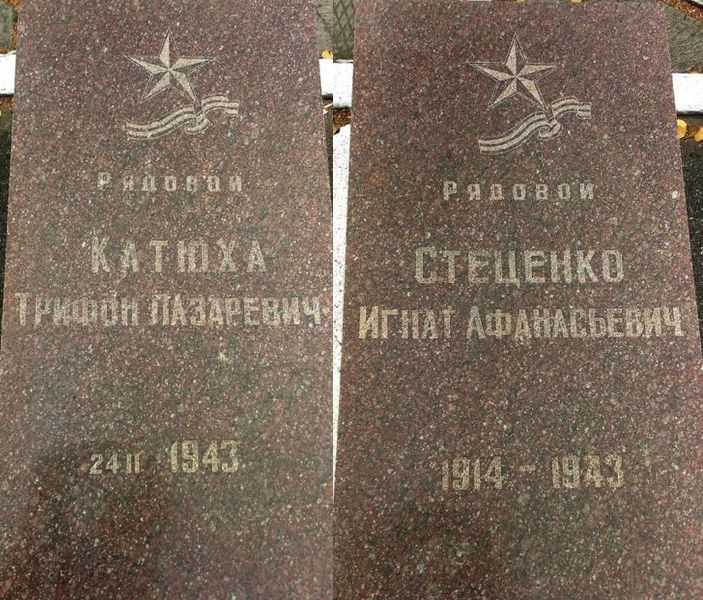 Рядовой
Катюха
Трифон Лазаревич
24 II 1943
Рядовой
Стеценко
Игнат Афанасьевич
1914 - 1943